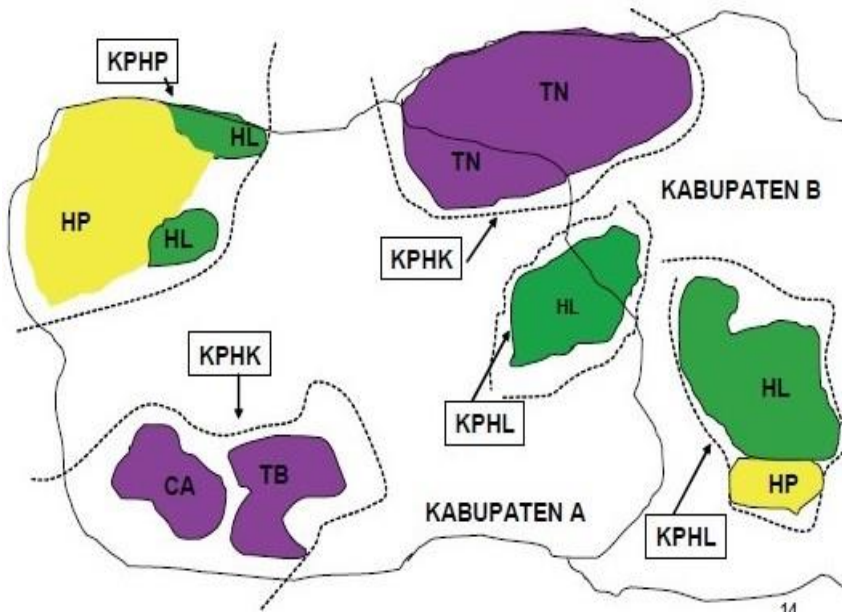 KPHP
TN
HL
TN
KABUPATEN B
HP
HL
KPHK
HL
KPHK
HL
KPHL
CA
TB
HP
KABUPATEN A
KPHL
14